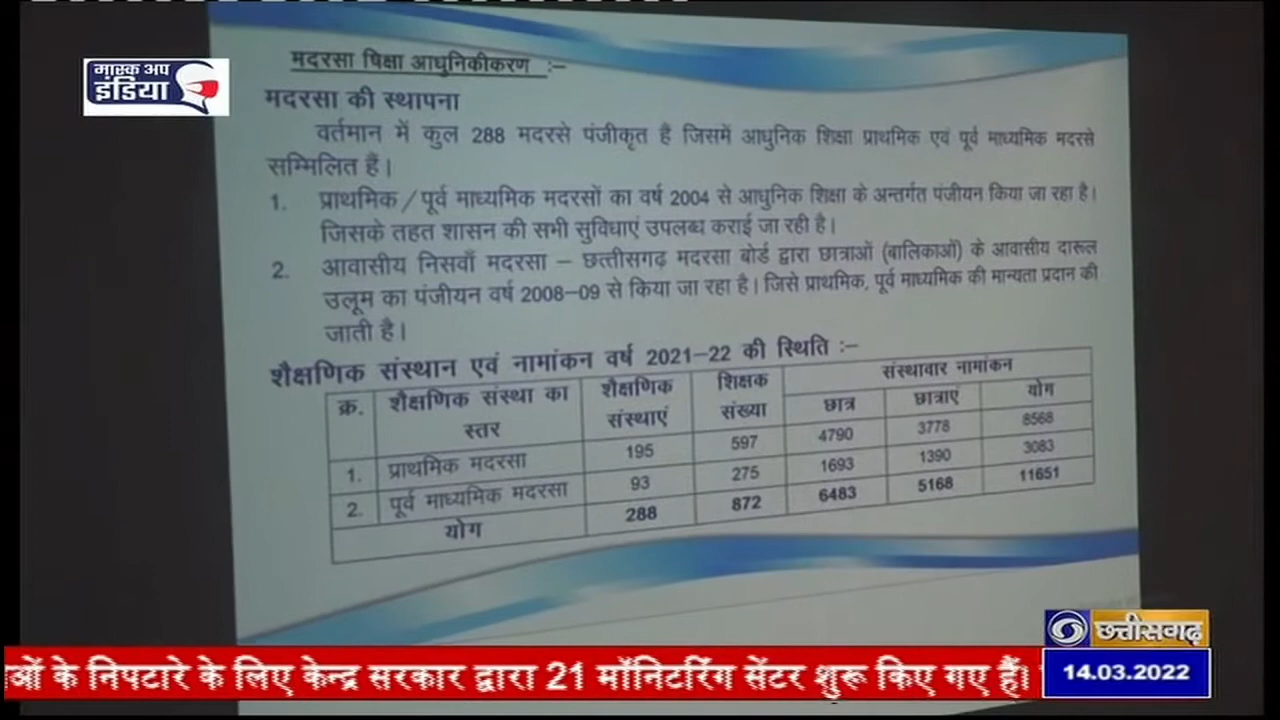 मास्क अप
इंडिया
मदरसा षिक्षा आधुनिकीकरण :–
मदरसा की स्थापना
वर्तमान में कुल 288 मदरसे पंजीकृत है जिसमें आधुनिक शिक्षा प्राथमिक एवं पूर्व माध्यमिक मदरसे
सम्मिलित हैं।
1. प्राथमिक / पूर्व माध्यमिक मदरसों का वर्ष 2004 से आधुनिक शिक्षा के अन्तर्गत पंजीयन किया जा रहा है।
जिसके तहत शासन की सभी सुविधाएं उपलब्ध कराई जा रही है।
2. आवासीय निसवाँ मदरसा – छत्तीसगढ़ मदरसा बोर्ड द्वारा छात्राओं (बालिकाओं) के आवासीय दारूल
उलूम का पंजीयन वर्ष 2008–09 से किया जा रहा है। जिसे प्राथमिक, पूर्व माध्यमिक की मान्यता प्रदान की
जाती है।
शैक्षणिक संस्थान एवं नामांकन वर्ष 2021–22 की स्थिति :–
क्र. शैक्षणिक संस्था का स्तर शैक्षणिक संस्थाएं शिक्षक संख्या संस्थावार नामांकन
छात्र छात्राएं योग
1. प्राथमिक मदरसा 195 597 4790 3778 8568
2. पूर्व माध्यमिक मदरसा 93 275 1693 1390 3083
योग 288 872 6483 5168 11651
छत्तीसगढ़
ाओं के निपटारे के लिए केन्द्र सरकार द्वारा 21 मॉनिटरिंग सेंटर शुरू किए गए हैं।
14.03.2022